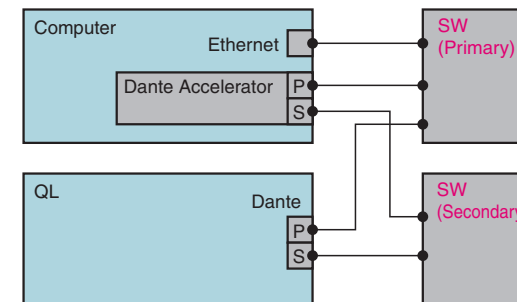 Computer
Ethernet
Dante Accelerator
P
S
SW
(Primary)
QL
Dante
P
S
SW
(Secondary